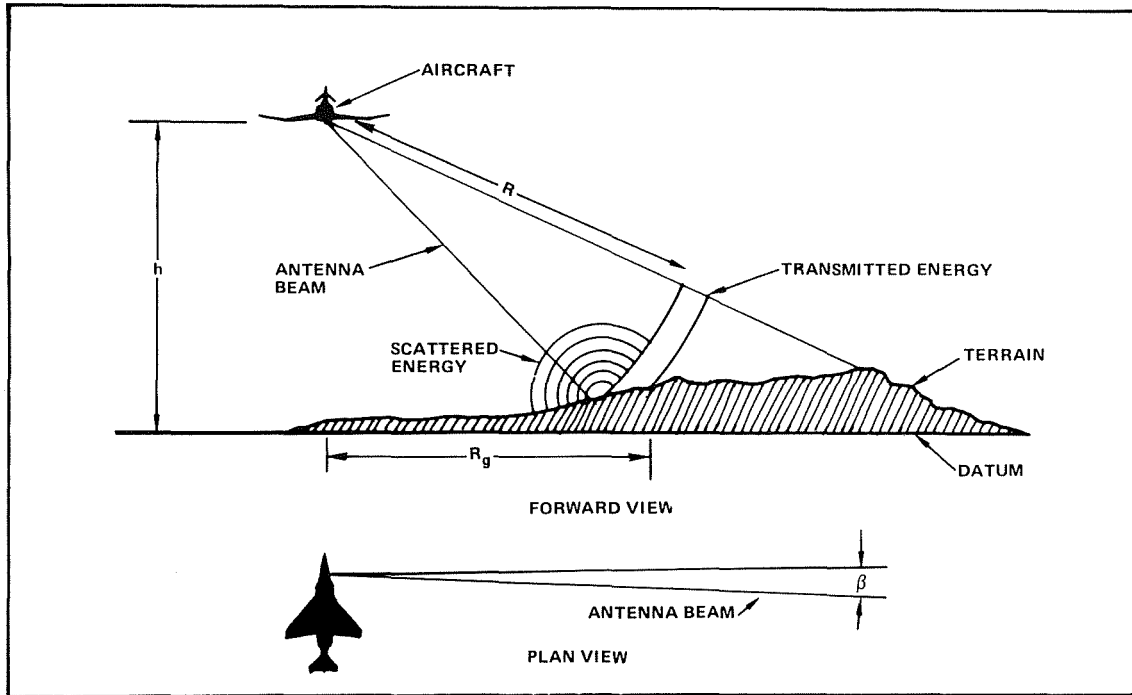 AIRCRAFT
R
h
ANTENNA
BEAM
TRANSMITTED ENERGY
SCATTERED
ENERGY
TERRAIN
Rg
DATUM
FORWARD VIEW
β
ANTENNA BEAM
PLAN VIEW